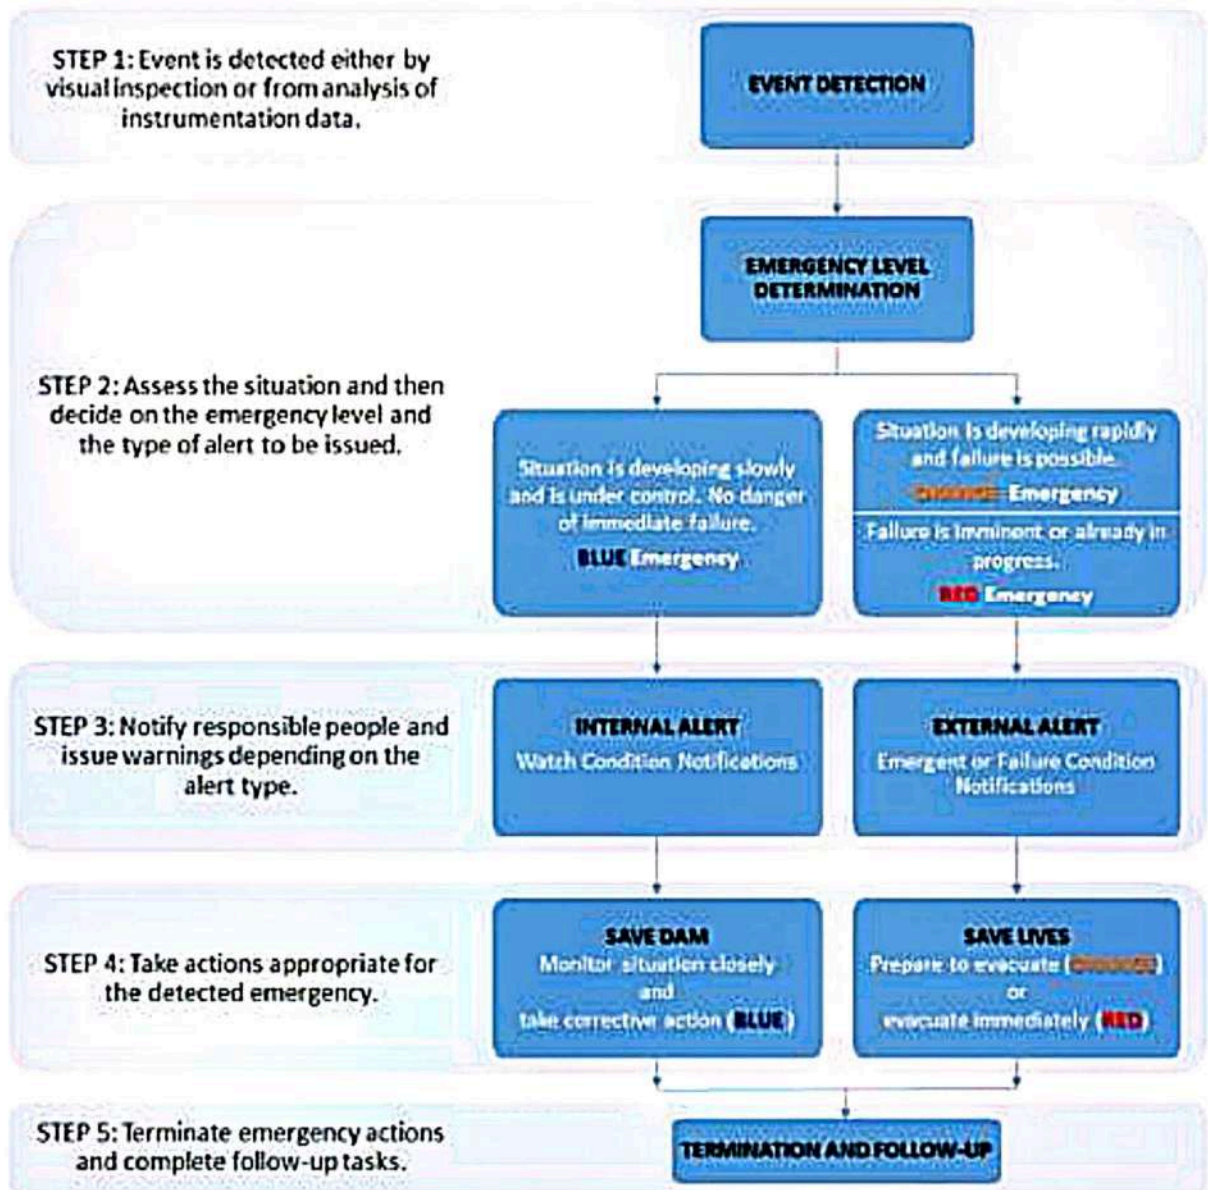 STEP 1: Event is detected either by
visual inspection or from analysis of
instrumentation data.
EVENT DETECTION
EMERGENCY LEVEL
DETERMINATION
STEP 2: Assess the situation and then
decide on the emergency level and
the type of alert to be issued.
Situation is developing slowly
and is under control. No danger
of immediate failure.
BLUE Emergency
Situation is developing rapidly
and failure is possible.
Emergency
Failure is imminent or already in
progress.
RED Emergency
STEP 3: Notify responsible people and
issue warnings depending on the
alert type.
INTERNAL ALERT
Watch Condition Notifications
EXTERNAL ALERT
Emergent or Failure Condition
Notifications
STEP 4: Take actions appropriate for
the detected emergency.
SAVE DAM
Monitor situation closely
and
take corrective action (BLUE)
SAVE LIVES
Prepare to evacuate (
or
evacuate immediately (RED)
STEP 5: Terminate emergency actions
and complete follow-up tasks.
TERMINATION AND FOLLOW-UP